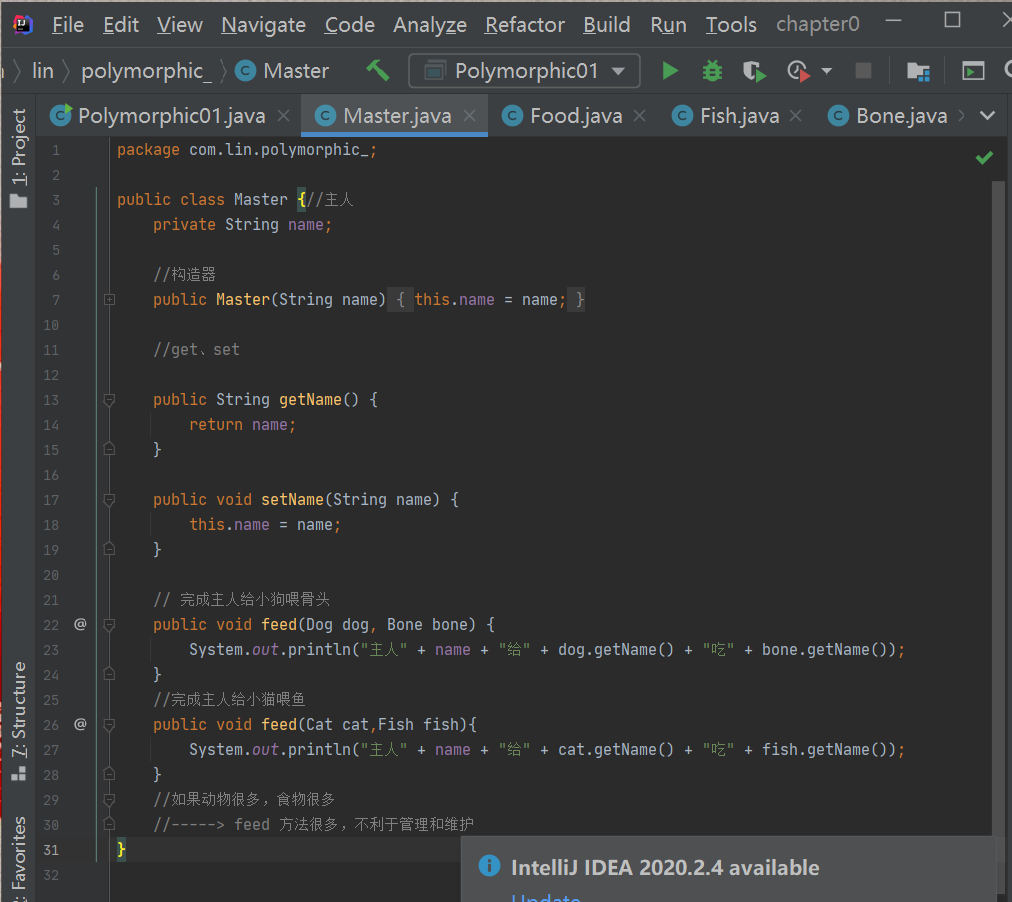 File Edit View Navigate Code Analyze Refactor Build Run Tools chapter0
lin polymorphic_ Master Polymorphic01
Polymorphic01.java Master.java Food.java Fish.java Bone.java
1: Project
7: Structure
2: Favorites
1 package com.lin.polymorphic_;
2
3 public class Master {//主人
4 private String name;
5
6 //构造器
7 public Master(String name) { this.name = name; }
10
11 //get、set
12
13 public String getName() {
14 return name;
15 }
16
17 public void setName(String name) {
18 this.name = name;
19 }
20
21 // 完成主人给小狗喂骨头
22 @ public void feed(Dog dog, Bone bone) {
23 System.out.println("主人" + name + "给" + dog.getName() + "吃" + bone.getName());
24 }
25 //完成主人给小猫喂鱼
26 @ public void feed(Cat cat,Fish fish){
27 System.out.println("主人" + name + "给" + cat.getName() + "吃" + fish.getName());
28 }
29 //如果动物很多，食物很多
30 //-----> feed 方法很多，不利于管理和维护
31 }
32
IntelliJ IDEA 2020.2.4 available
Update